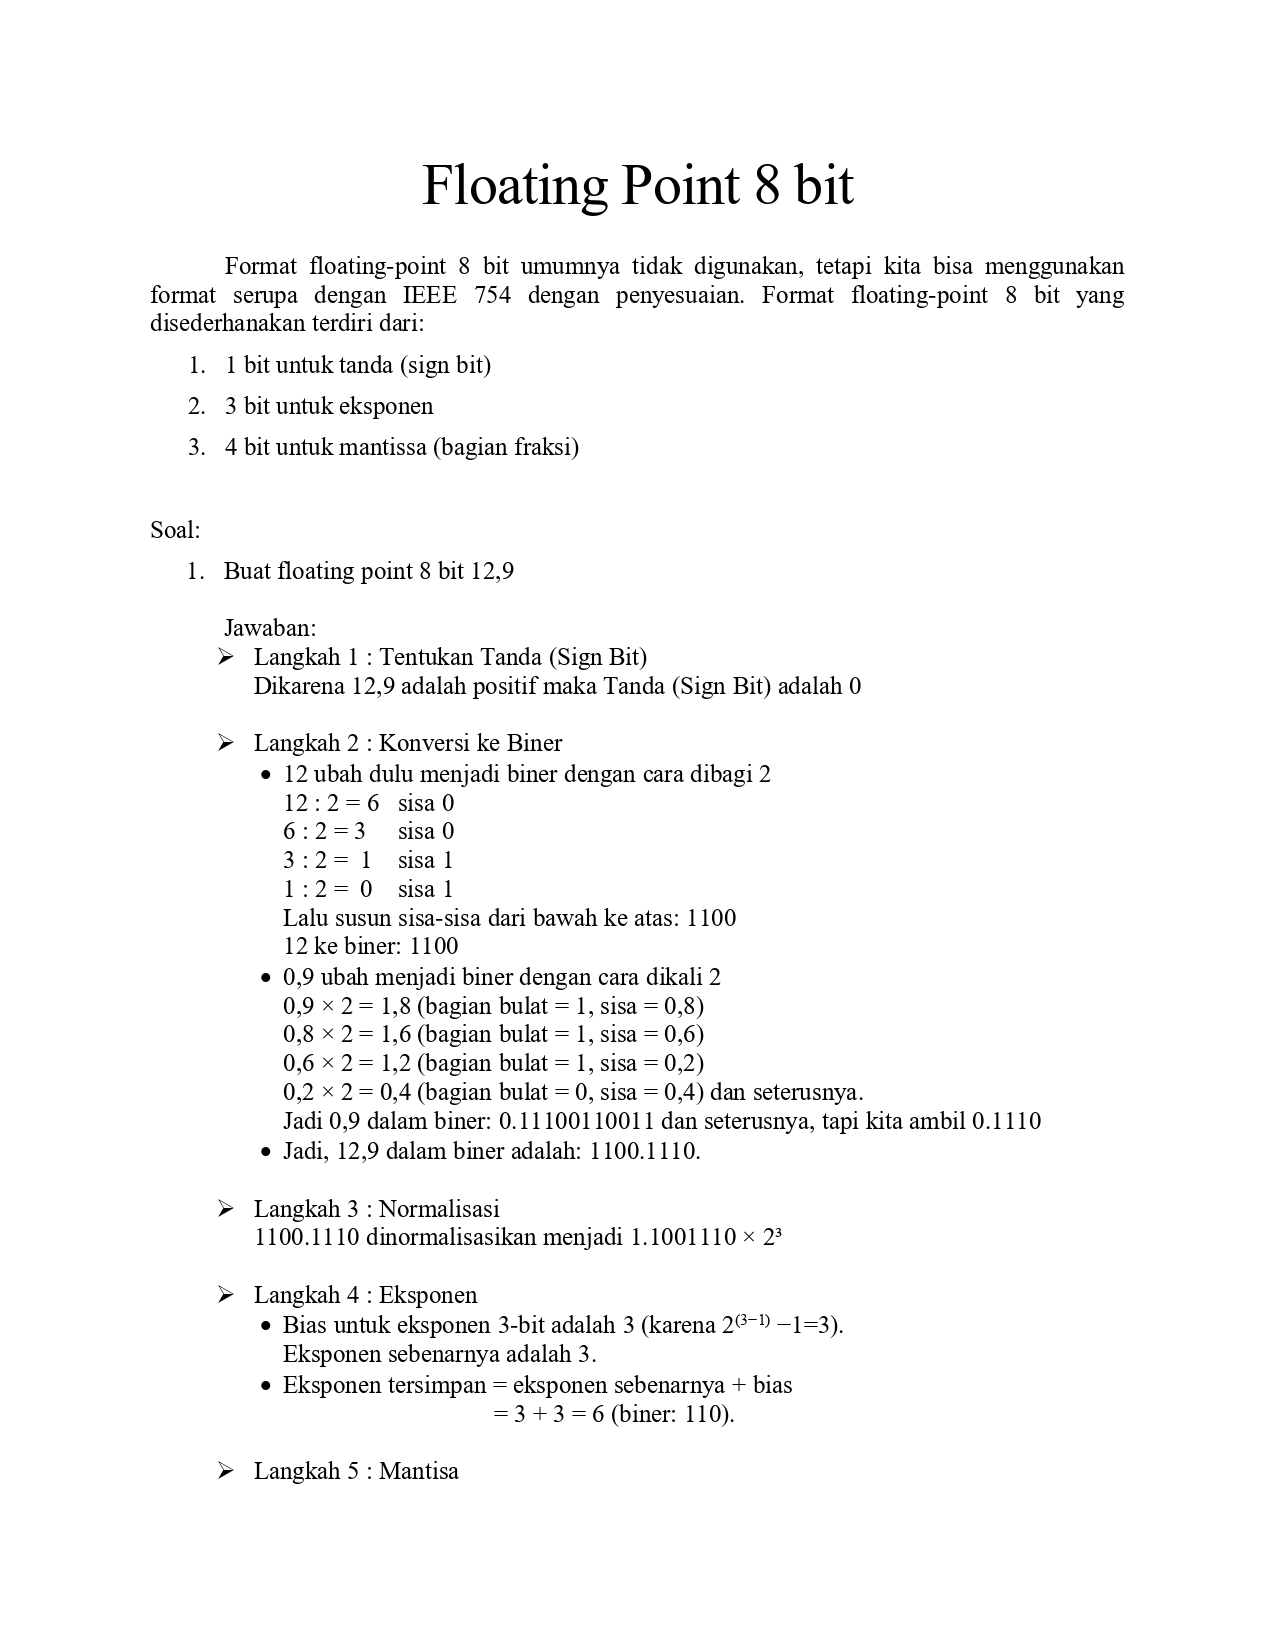 Floating Point 8 bit
Format floating-point 8 bit umumnya tidak digunakan, tetapi kita bisa menggunakan
format serupa dengan IEEE 754 dengan penyesuaian. Format floating-point 8 bit yang
disederhanakan terdiri dari:
1. 1 bit untuk tanda (sign bit)
2. 3 bit untuk eksponen
3. 4 bit untuk mantissa (bagian fraksi)
Soal:
1. Buat floating point 8 bit 12,9
Jawaban:
➢ Langkah 1 : Tentukan Tanda (Sign Bit)
Dikarena 12,9 adalah positif maka Tanda (Sign Bit) adalah 0
➢ Langkah 2 : Konversi ke Biner
• 12 ubah dulu menjadi biner dengan cara dibagi 2
12 : 2 = 6 sisa 0
6 : 2 = 3 sisa 0
3 : 2 = 1 sisa 1
1 : 2 = 0 sisa 1
Lalu susun sisa-sisa dari bawah ke atas: 1100
12 ke biner: 1100
• 0,9 ubah menjadi biner dengan cara dikali 2
0,9 × 2 = 1,8 (bagian bulat = 1, sisa = 0,8)
0,8 × 2 = 1,6 (bagian bulat = 1, sisa = 0,6)
0,6 × 2 = 1,2 (bagian bulat = 1, sisa = 0,2)
0,2 × 2 = 0,4 (bagian bulat = 0, sisa = 0,4) dan seterusnya.
Jadi 0,9 dalam biner: 0.11100110011 dan seterusnya, tapi kita ambil 0.1110
• Jadi, 12,9 dalam biner adalah: 1100.1110.
➢ Langkah 3 : Normalisasi
1100.1110 dinormalisasikan menjadi 1.1001110 × 2³
➢ Langkah 4 : Eksponen
• Bias untuk eksponen 3-bit adalah 3 (karena 2⁽³⁻¹⁾ −1=3).
Eksponen sebenarnya adalah 3.
• Eksponen tersimpan = eksponen sebenarnya + bias
= 3 + 3 = 6 (biner: 110).
➢ Langkah 5 : Mantisa